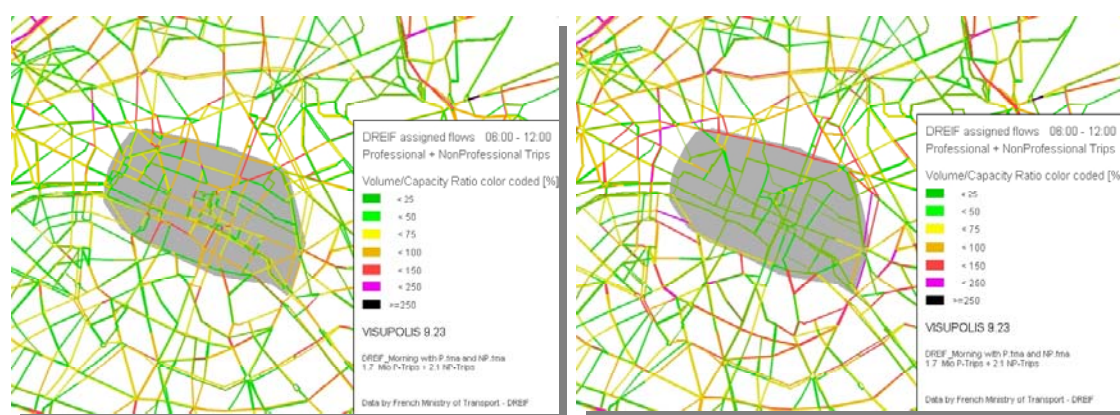 DREIF assigned flows 06:00 - 12:00
Professional + NonProfessional Trips
Volume/Capacity Ratio color coded [%]
< 25
< 50
< 75
< 100
< 150
< 250
>=250
VISUPOLIS 9.23
DREIF_Morning with P.fma and NP.fma
1.7 Mio P-Trips + 2.1 NP-Trips
Data by French Ministry of Transport - DREIF
DREIF assigned flows 06:00 - 12:00
Professional + NonProfessional Trips
Volume/Capacity Ratio color coded [%]
< 25
< 50
< 75
< 100
< 150
< 250
>=250
VISUPOLIS 9.23
DREIF_Morning with P.fma and NP.fma
1.7 Mio P-Trips + 2.1 NP-Trips
Data by French Ministry of Transport - DREIF